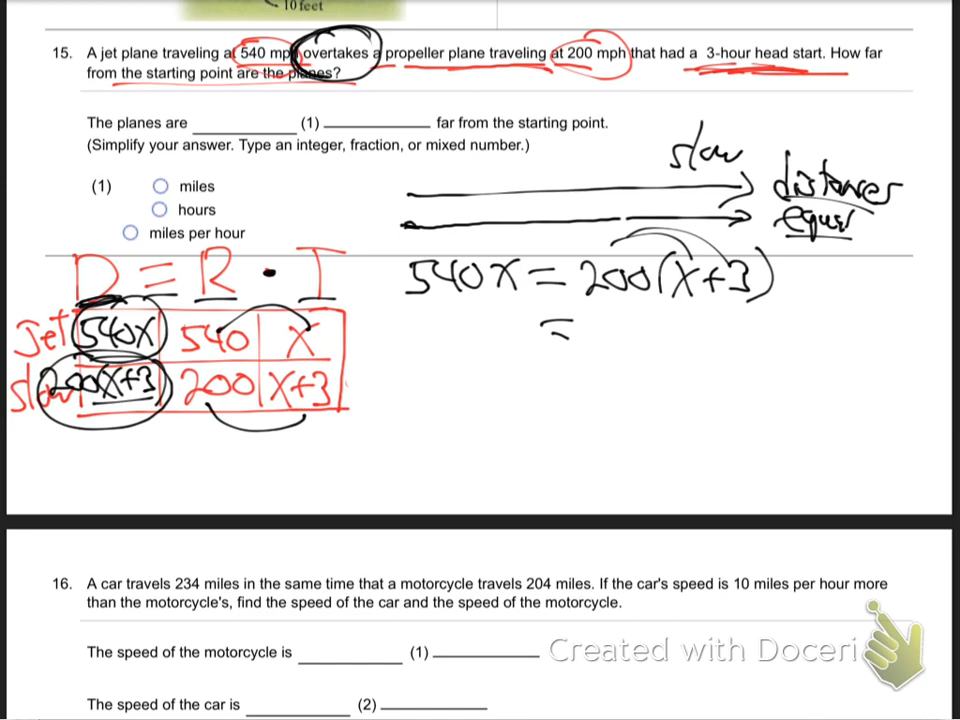 10 feet
15. A jet plane traveling at 540 mph overtakes a propeller plane traveling at 200 mph that had a 3-hour head start. How far
from the starting point are the planes?
The planes are ____________ (1) ____________ far from the starting point.
(Simplify your answer. Type an integer, fraction, or mixed number.)
slow
(1) miles
distances
hours
equal
miles per hour
D = R · T
540x = 200(x+3)
Jet 540x 540 x
=
slow 200(x+3) 200 x+3
16. A car travels 234 miles in the same time that a motorcycle travels 204 miles. If the car's speed is 10 miles per hour more
than the motorcycle's, find the speed of the car and the speed of the motorcycle.
The speed of the motorcycle is ____________ (1) ____________
Created with Doceri
The speed of the car is ____________ (2) ____________